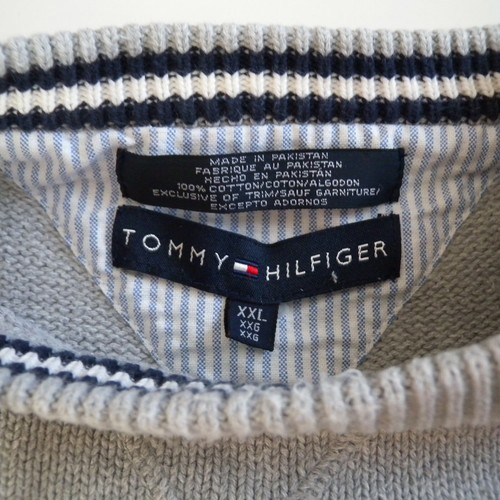 MADE IN PAKISTAN
FABRIQUE AU PAKISTAN
HECHO EN PAKISTÁN
100% COTTON/COTON/ALGODON
EXCLUSIVE OF TRIM/SAUF GARNITURE/
EXCEPTO ADORNOS
TOMMY HILFIGER
XXL
XXG
XXG